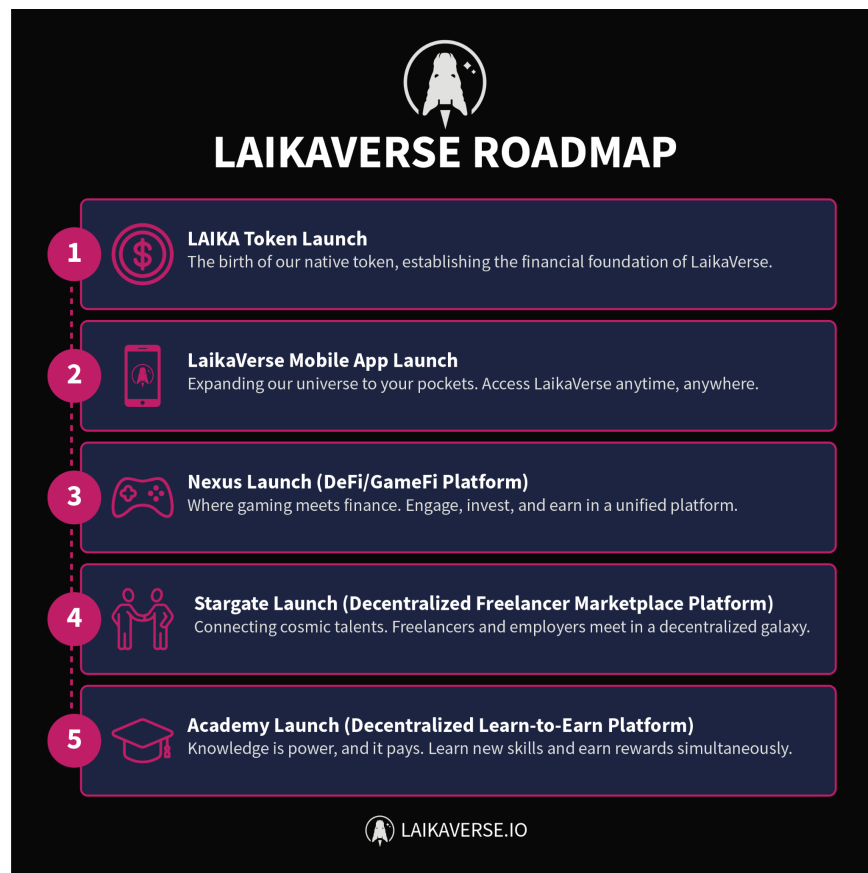 LAIKAVERSE ROADMAP
1
LAIKA Token Launch
The birth of our native token, establishing the financial foundation of LaikaVerse.
2
LaikaVerse Mobile App Launch
Expanding our universe to your pockets. Access LaikaVerse anytime, anywhere.
3
Nexus Launch (DeFi/GameFi Platform)
Where gaming meets finance. Engage, invest, and earn in a unified platform.
4
Stargate Launch (Decentralized Freelancer Marketplace Platform)
Connecting cosmic talents. Freelancers and employers meet in a decentralized galaxy.
5
Academy Launch (Decentralized Learn-to-Earn Platform)
Knowledge is power, and it pays. Learn new skills and earn rewards simultaneously.
LAIKAVERSE.IO